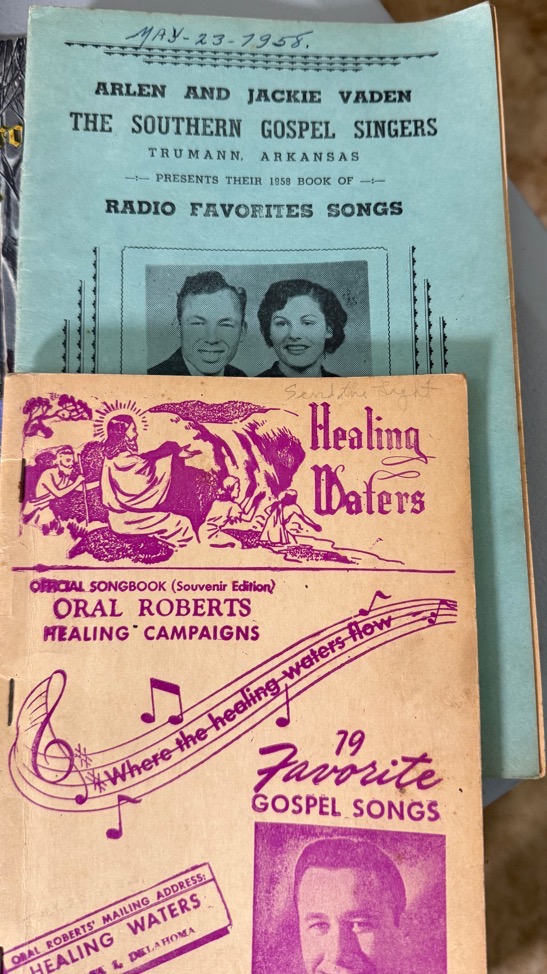 MAY-23-1958.
ARLEN AND JACKIE VADEN
THE SOUTHERN GOSPEL SINGERS
TRUMANN, ARKANSAS
—:— PRESENTS THEIR 1958 BOOK OF —:—
RADIO FAVORITES SONGS
Send the Light
Healing
Waters
OFFICIAL SONGBOOK (Souvenir Edition)
ORAL ROBERTS
HEALING CAMPAIGNS
Where the healing waters flow
79
Favorite
GOSPEL SONGS
ORAL ROBERTS' MAILING ADDRESS:
HEALING WATERS
1, OKLAHOMA